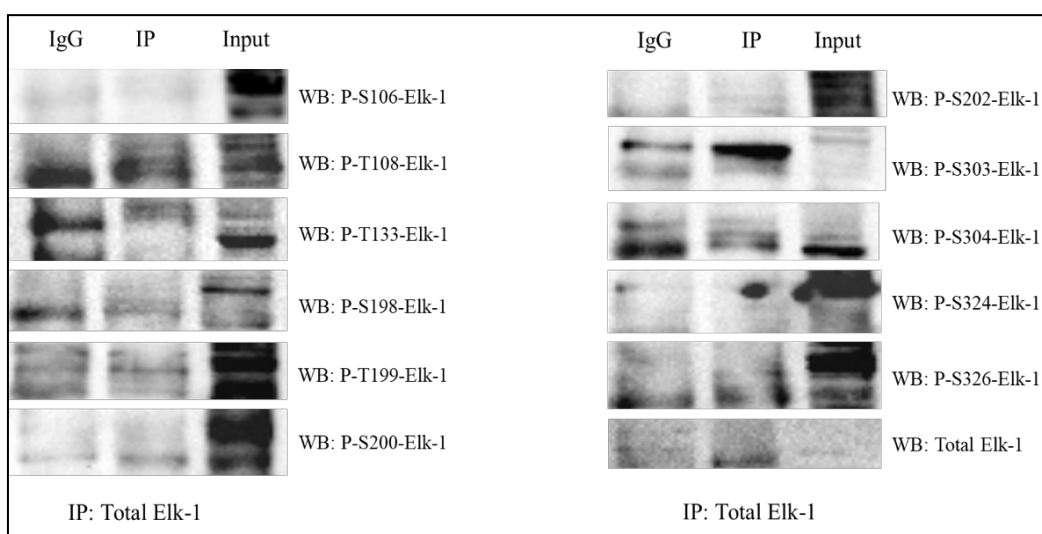 IgG IP Input
WB: P-S106-Elk-1
WB: P-T108-Elk-1
WB: P-T133-Elk-1
WB: P-S198-Elk-1
WB: P-T199-Elk-1
WB: P-S200-Elk-1
IP: Total Elk-1
IgG IP Input
WB: P-S202-Elk-1
WB: P-S303-Elk-1
WB: P-S304-Elk-1
WB: P-S324-Elk-1
WB: P-S326-Elk-1
WB: Total Elk-1
IP: Total Elk-1